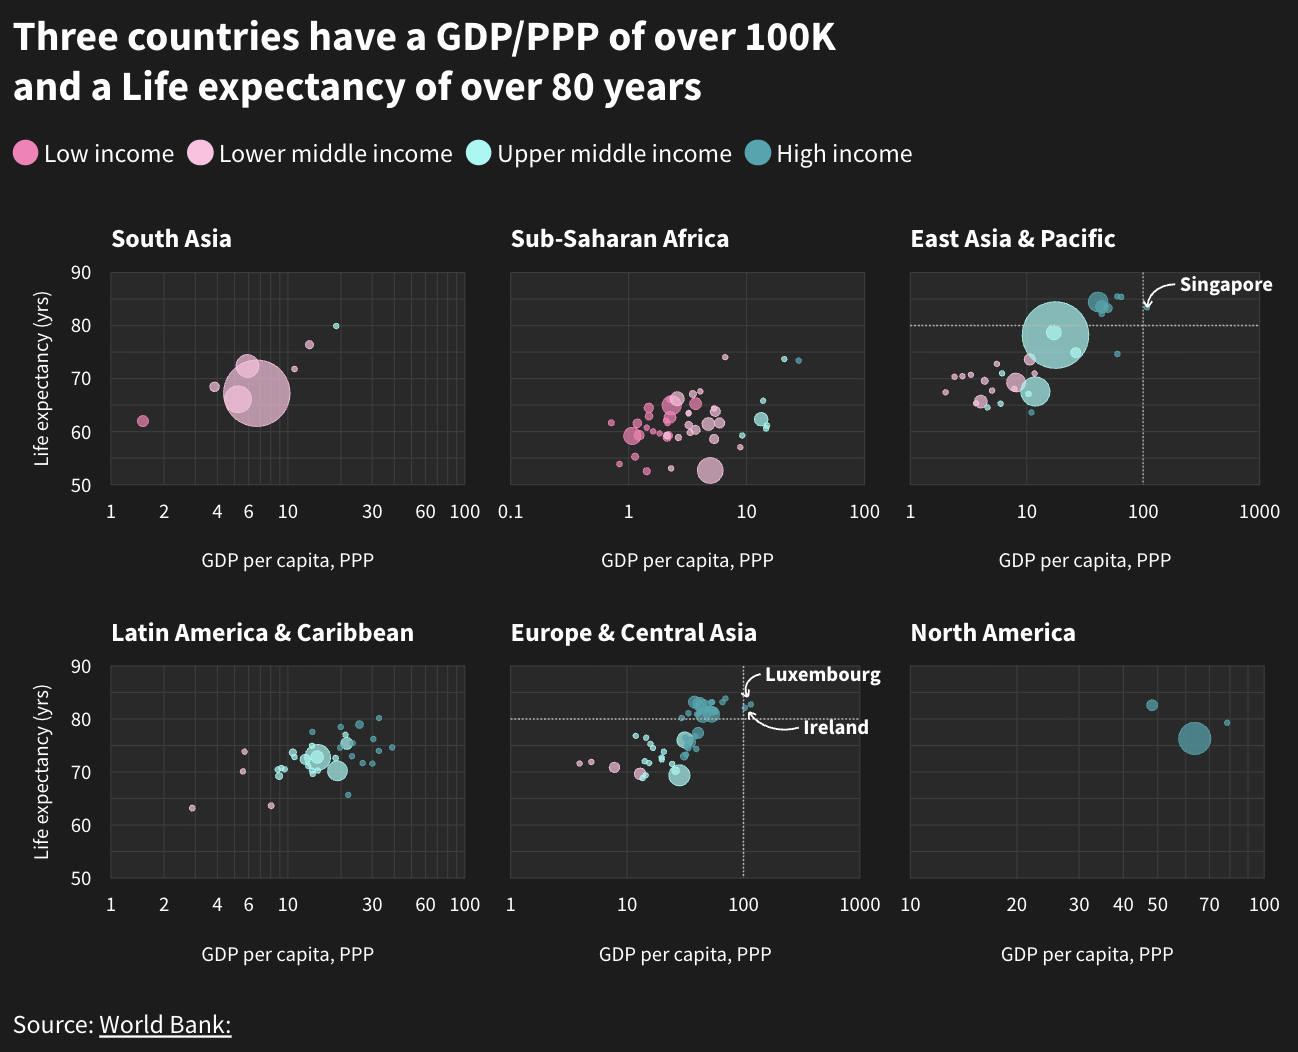 Three countries have a GDP/PPP of over 100K
and a Life expectancy of over 80 years
Low income Lower middle income Upper middle income High income
South Asia
Life expectancy (yrs)
90
80
70
60
50
1 2 4 6 10 30 60 100
GDP per capita, PPP
Sub-Saharan Africa
0.1 1 10 100
GDP per capita, PPP
East Asia & Pacific
Singapore
1 10 100 1000
GDP per capita, PPP
Latin America & Caribbean
Life expectancy (yrs)
90
80
70
60
50
1 2 4 6 10 30 60 100
GDP per capita, PPP
Europe & Central Asia
Luxembourg
Ireland
1 10 100 1000
GDP per capita, PPP
North America
10 20 30 40 50 70 100
GDP per capita, PPP
Source: World Bank: